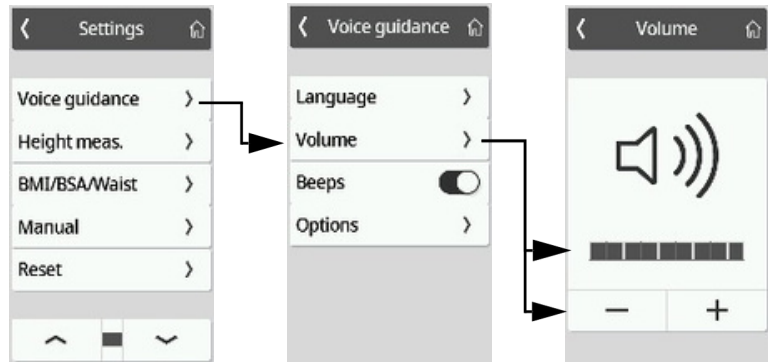 Settings
Voice guidance
Height meas.
BMI/BSA/Waist
Manual
Reset
Voice guidance
Language
Volume
Beeps
Options
Volume
− +